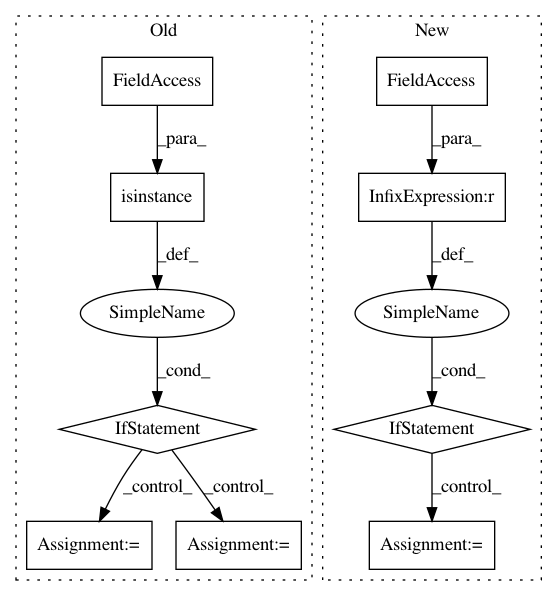 Old
New
FieldAccess
FieldAccess
_para_
_para_
isinstance
InfixExpression:r
_def_
_def_
SimpleName
SimpleName
_cond_
_cond_
IfStatement
IfStatement
_control_
_control_
_control_
Assignment:=
Assignment:=
Assignment:=